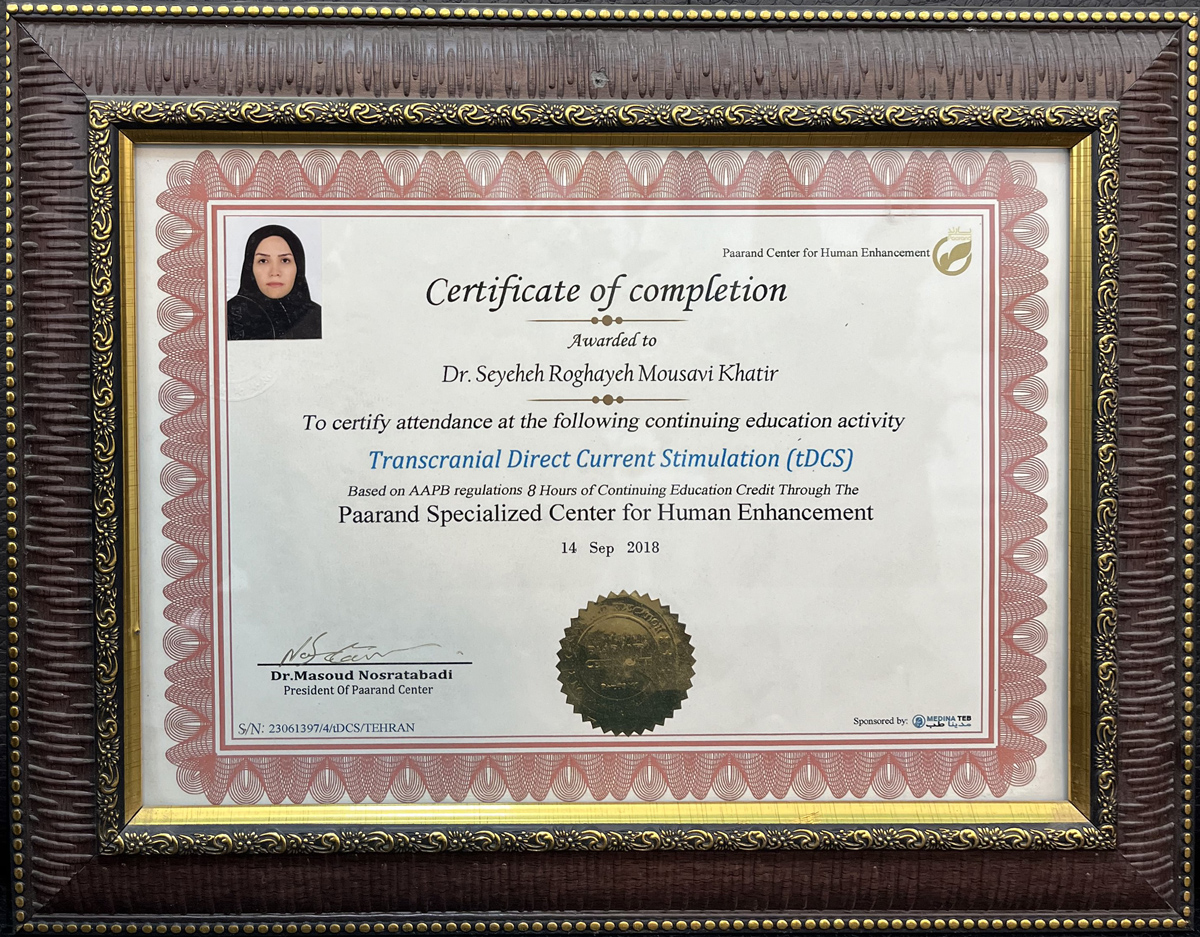 Paarand Center for Human Enhancement
Certificate of completion
Awarded to
Dr. Seyeheh Roghayeh Mousavi Khatir
To certify attendance at the following continuing education activity
Transcranial Direct Current Stimulation (tDCS)
Based on AAPB regulations 8 Hours of Continuing Education Credit Through The
Paarand Specialized Center for Human Enhancement
14 Sep 2018
Dr.Masoud Nosratabadi
President Of Paarand Center
S/N: 23061397/4/tDCS/TEHRAN
Sponsored by: MEDINA TEB
مدینا طب